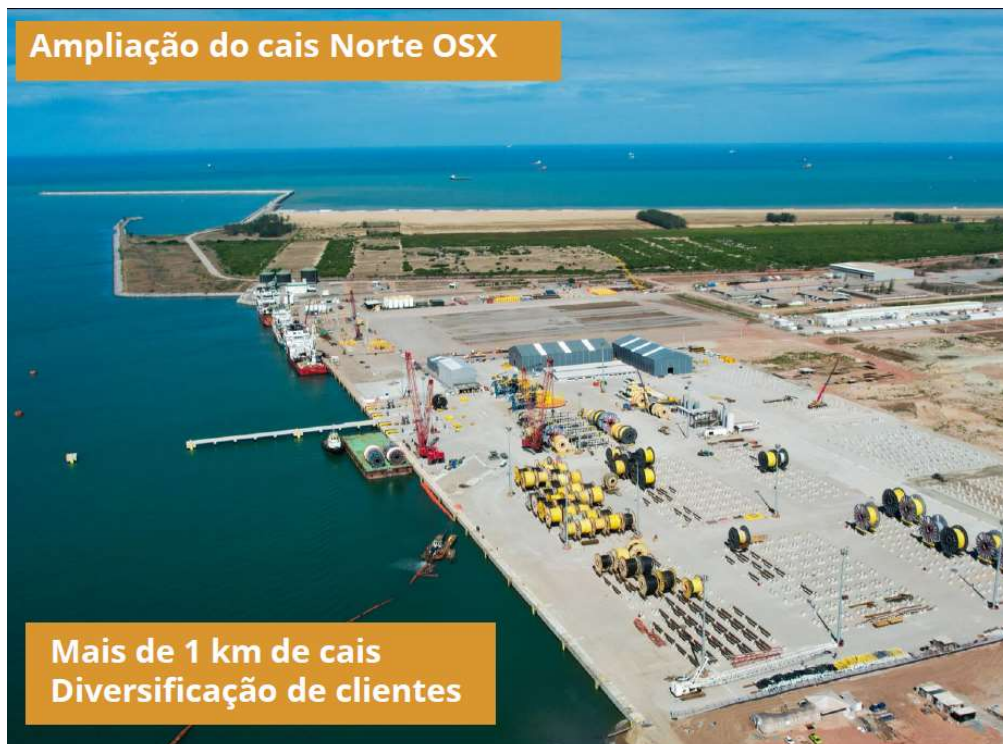 Ampliação do cais Norte OSX
Mais de 1 km de cais
Diversificação de clientes